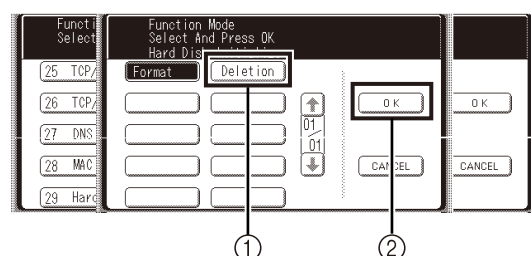 Functi
Select
Function Mode
Select And Press OK
Hard Dis
25 TCP/
26 TCP/
27 DNS
28 MAC
29 Hard
Format
Deletion
01
01
OK
CANCEL
OK
CANCEL
1
2